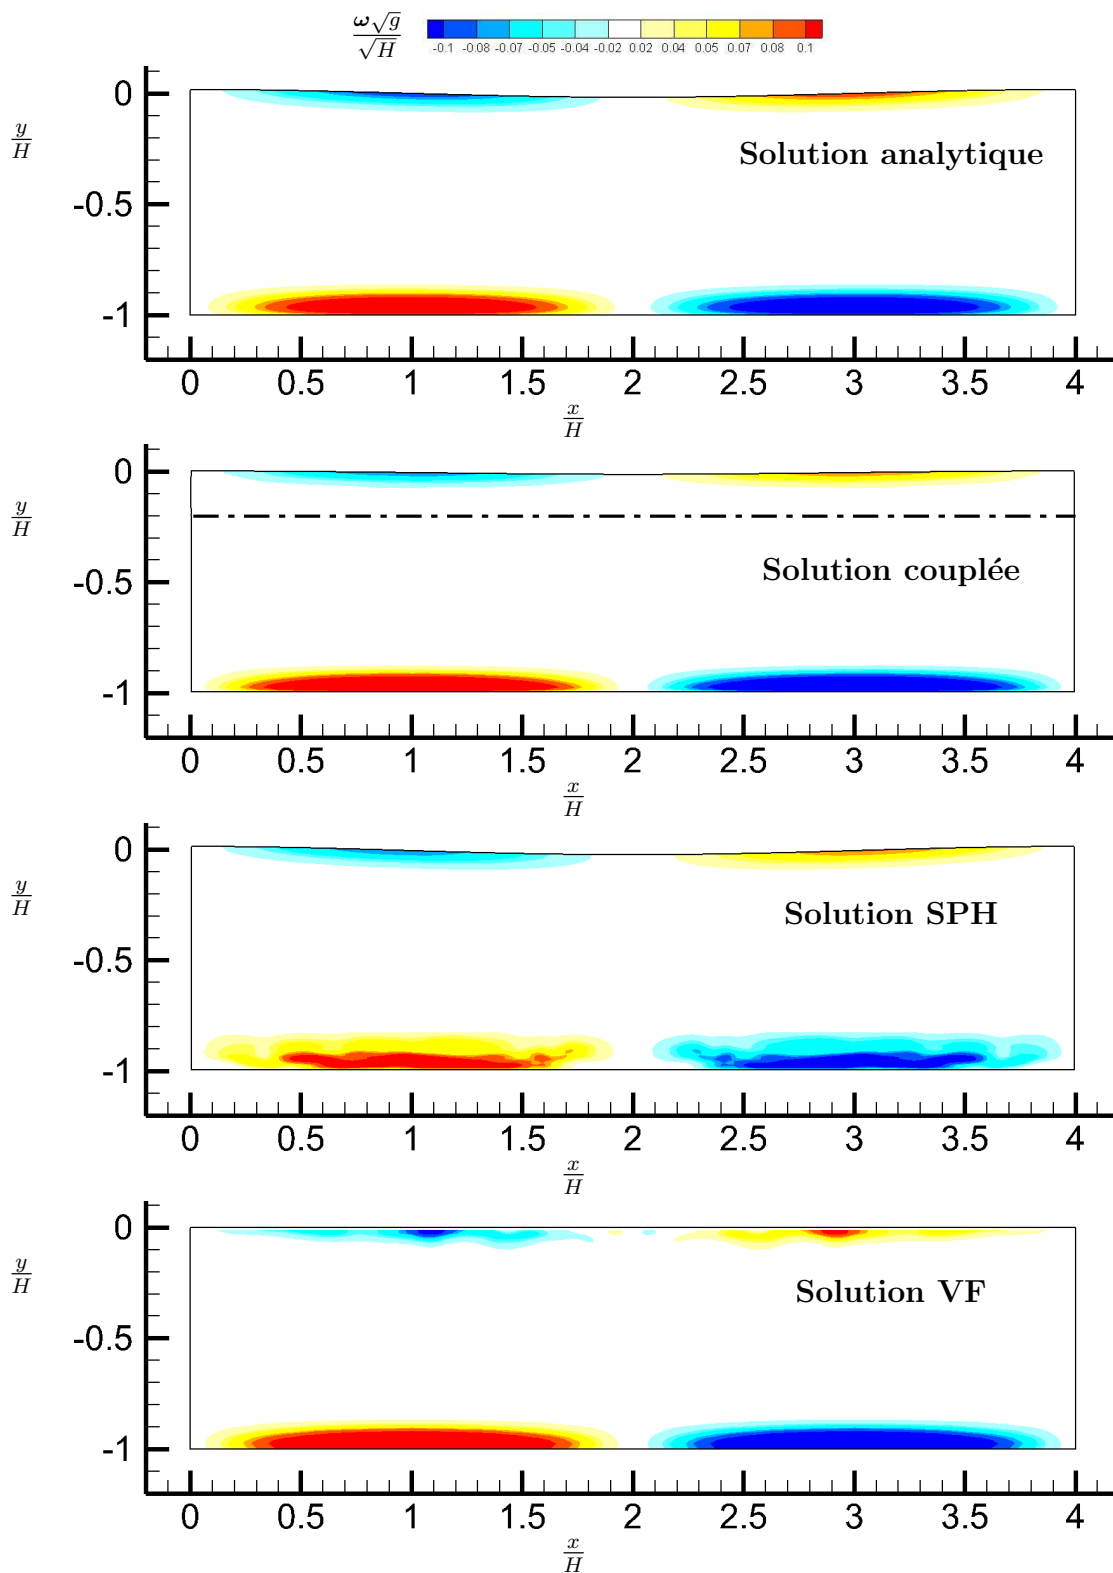 ω√g/√H
-0.1 -0.08 -0.07 -0.05 -0.04 -0.02 0.02 0.04 0.05 0.07 0.08 0.1
y/H
0
-0.5
-1
Solution analytique
0 0.5 1 1.5 2 2.5 3 3.5 4
x/H
y/H
0
-0.5
-1
Solution couplée
0 0.5 1 1.5 2 2.5 3 3.5 4
x/H
y/H
0
-0.5
-1
Solution SPH
0 0.5 1 1.5 2 2.5 3 3.5 4
x/H
y/H
0
-0.5
-1
Solution VF
0 0.5 1 1.5 2 2.5 3 3.5 4
x/H